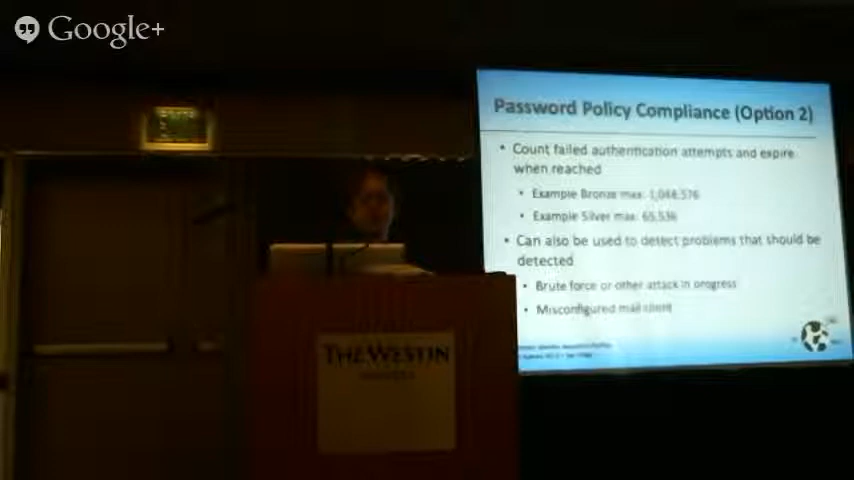 Google+
Password Policy Compliance (Option 2)
• Count failed authentication attempts and expire
when reached
• Example Bronze max. 1,048,576
• Example Silver max. 65,536
• Can also be used to detect problems that should be
detected
• Brute force or other attack in progress
• Misconfigured mail client
THE WESTIN